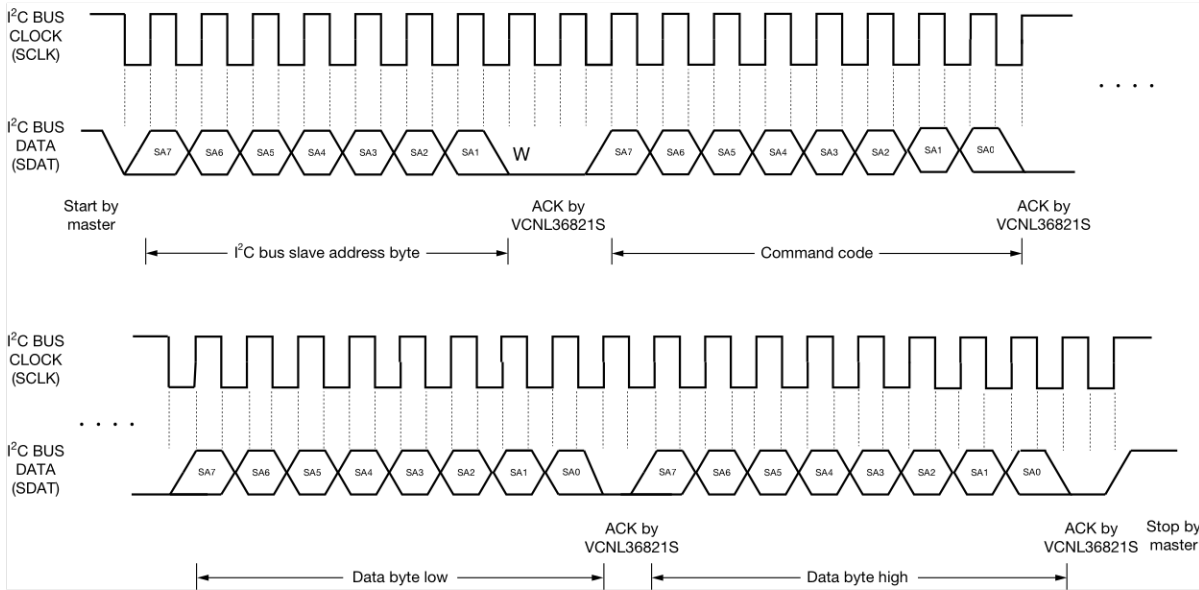 I²C BUS
CLOCK
(SCLK)
. . . .
I²C BUS
DATA
(SDAT)
SA7 SA6 SA5 SA4 SA3 SA2 SA1 W SA7 SA6 SA5 SA4 SA3 SA2 SA1 SA0
Start by
master
ACK by
VCNL36821S
ACK by
VCNL36821S
I²C bus slave address byte
Command code
I²C BUS
CLOCK
(SCLK)
. . . .
I²C BUS
DATA
(SDAT)
SA7 SA6 SA5 SA4 SA3 SA2 SA1 SA0 SA7 SA6 SA5 SA4 SA3 SA2 SA1 SA0
ACK by
VCNL36821S
ACK by
VCNL36821S
Stop by
master
Data byte low
Data byte high